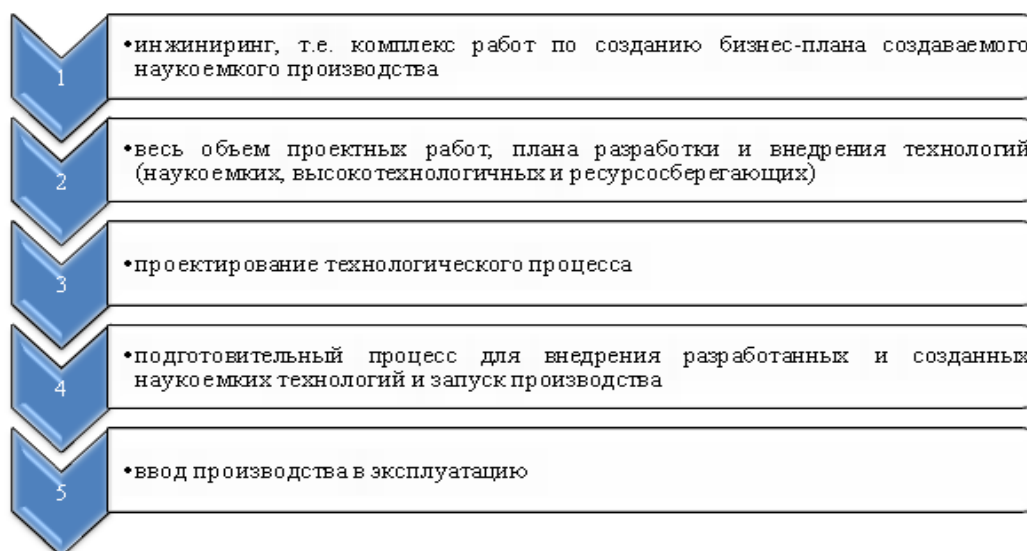 1
•инжиниринг, т.е. комплекс работ по созданию бизнес-плана создаваемого
наукоемкого производства
2
•весь объем проектных работ, плана разработки и внедрения технологий
(наукоемких, высокотехнологичных и ресурсосберегающих)
3
•проектирование технологического процесса
4
•подготовительный процесс для внедрения разработанных и созданных
наукоемких технологий и запуск производства
5
•ввод производства в эксплуатацию